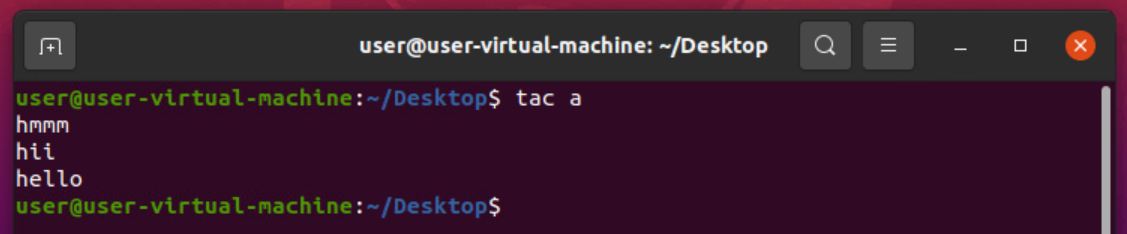 user@user-virtual-machine: ~/Desktop
user@user-virtual-machine:~/Desktop$ tac a
hmmm
hii
hello
user@user-virtual-machine:~/Desktop$